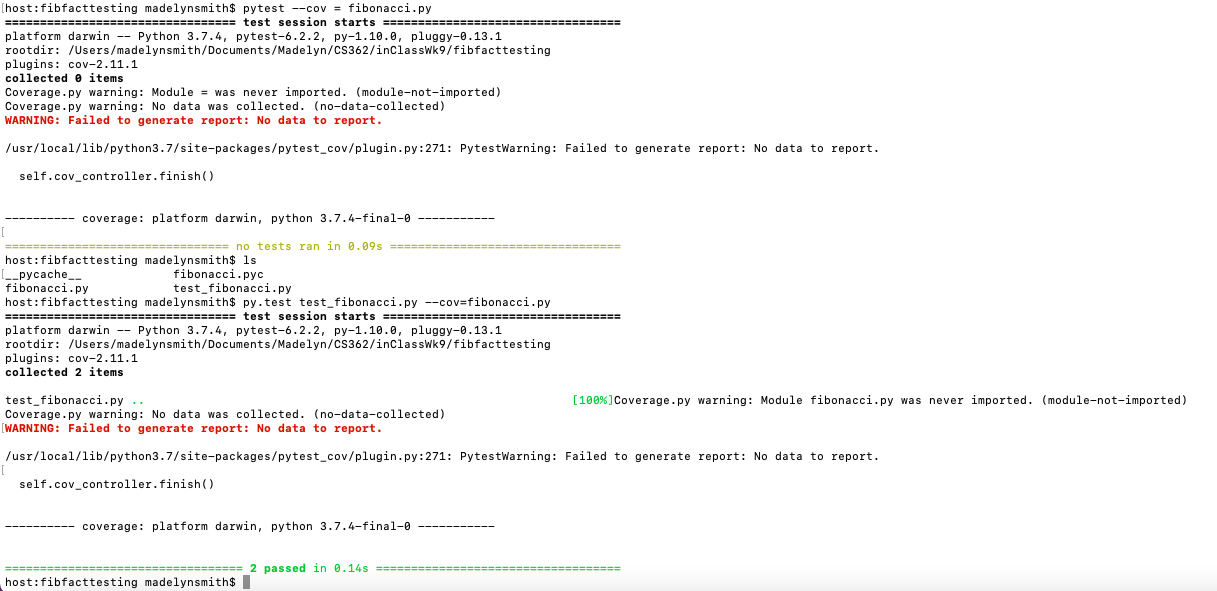 [host:fibfacttesting madelynsmith$ pytest --cov = fibonacci.py
================================= test session starts ==================================
platform darwin -- Python 3.7.4, pytest-6.2.2, py-1.10.0, pluggy-0.13.1
rootdir: /Users/madelynsmith/Documents/Madelyn/CS362/inClassWk9/fibfacttesting
plugins: cov-2.11.1
collected 0 items
Coverage.py warning: Module = was never imported. (module-not-imported)
Coverage.py warning: No data was collected. (no-data-collected)
WARNING: Failed to generate report: No data to report.
/usr/local/lib/python3.7/site-packages/pytest_cov/plugin.py:271: PytestWarning: Failed to generate report: No data to report.
  self.cov_controller.finish()
---------- coverage: platform darwin, python 3.7.4-final-0 -----------
[
================================ no tests ran in 0.09s =================================
host:fibfacttesting madelynsmith$ ls
[__pycache__             fibonacci.pyc
fibonacci.py            test_fibonacci.py
host:fibfacttesting madelynsmith$ py.test test_fibonacci.py --cov=fibonacci.py
================================= test session starts ==================================
platform darwin -- Python 3.7.4, pytest-6.2.2, py-1.10.0, pluggy-0.13.1
rootdir: /Users/madelynsmith/Documents/Madelyn/CS362/inClassWk9/fibfacttesting
plugins: cov-2.11.1
collected 2 items
test_fibonacci.py ..                                                             [100%]Coverage.py warning: Module fibonacci.py was never imported. (module-not-imported)
Coverage.py warning: No data was collected. (no-data-collected)
[WARNING: Failed to generate report: No data to report.
/usr/local/lib/python3.7/site-packages/pytest_cov/plugin.py:271: PytestWarning: Failed to generate report: No data to report.
[
  self.cov_controller.finish()
---------- coverage: platform darwin, python 3.7.4-final-0 -----------
================================== 2 passed in 0.14s ===================================
host:fibfacttesting madelynsmith$